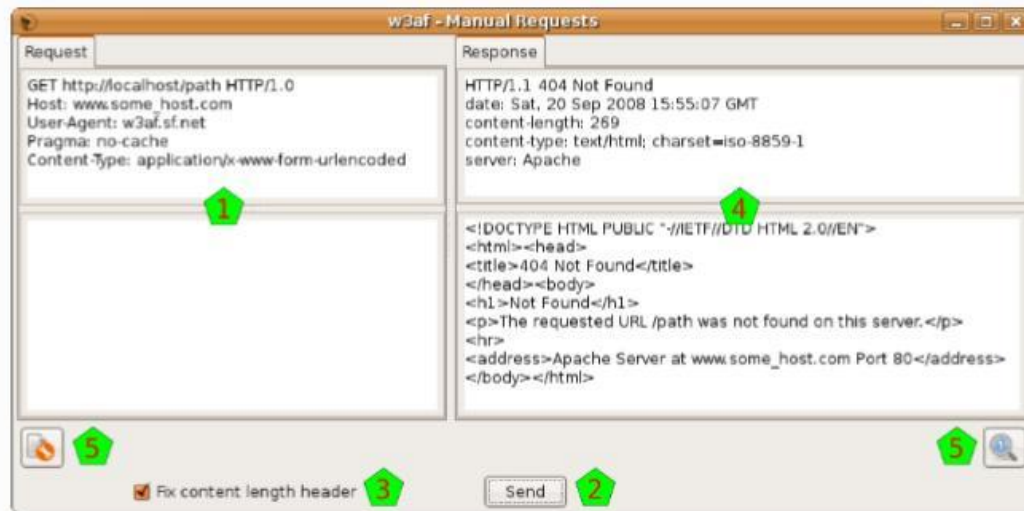 w3af - Manual Requests
Request
GET http://localhost/path HTTP/1.0
Host: www.some_host.com
User-Agent: w3af.sf.net
Pragma: no-cache
Content-Type: application/x-www-form-urlencoded
1
Response
HTTP/1.1 404 Not Found
date: Sat, 20 Sep 2008 15:55:07 GMT
content-length: 269
content-type: text/html; charset=iso-8859-1
server: Apache
4
<!DOCTYPE HTML PUBLIC "-//IETF//DTD HTML 2.0//EN">
<html><head>
<title>404 Not Found</title>
</head><body>
<h1>Not Found</h1>
<p>The requested URL /path was not found on this server.</p>
<hr>
<address>Apache Server at www.some_host.com Port 80</address>
</body></html>
5
5
Fix content length header 3
Send 2